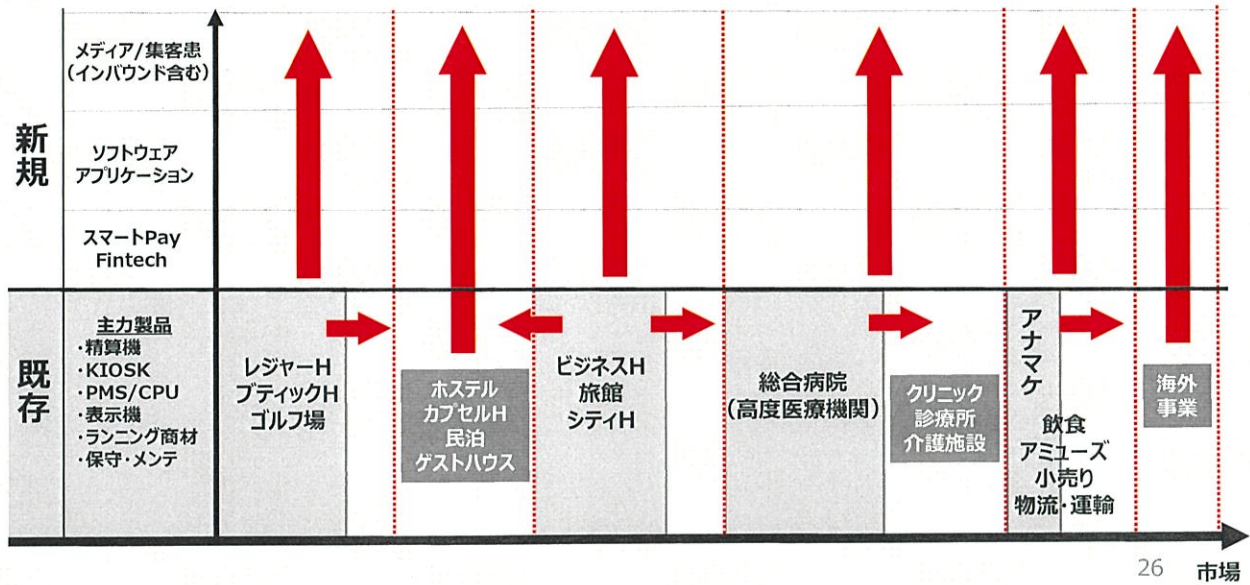 メディア/集客患
(インバウンド含む)
新規
ソフトウェア
アプリケーション
スマートPay
Fintech
既存
主力製品
・精算機
・KIOSK
・PMS/CPU
・表示機
・ランニング商材
・保守・メンテ
レジャーH
ブティックH
ゴルフ場
ホステル
カプセルH
民泊
ゲストハウス
ビジネスH
旅館
シティH
総合病院
(高度医療機関)
クリニック
診療所
介護施設
アナマケ
飲食
アミューズ
小売り
物流・運輸
海外
事業
26
市場